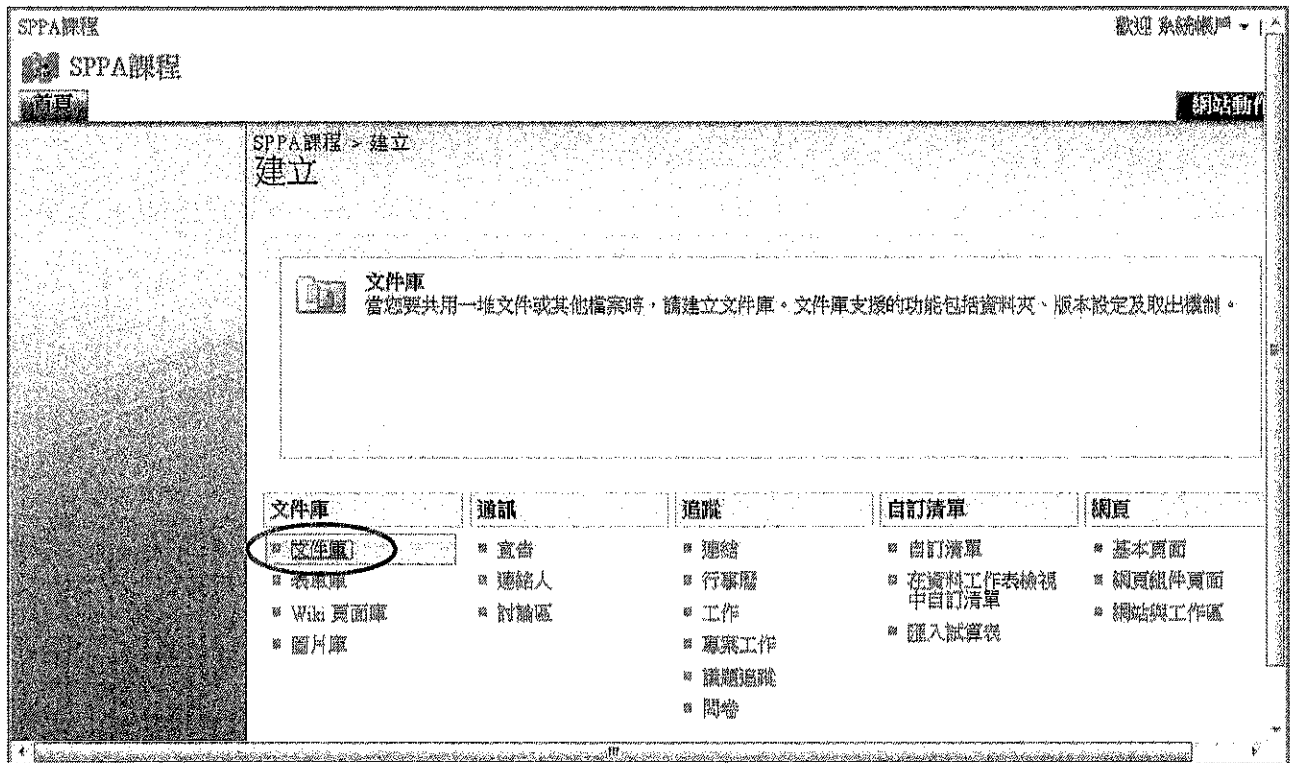 SPPA課程
歡迎 系統帳戶
SPPA課程
首頁
網站動作
SPPA課程 > 建立
建立
文件庫
當您要共用一堆文件或其他檔案時，請建立文件庫。文件庫支援的功能包括資料夾、版本設定及取出機制。
文件庫
文件庫
表單庫
Wiki 頁面庫
圖片庫
通訊
宣告
連絡人
討論區
追蹤
連結
行事曆
工作
專案工作
議題追蹤
問卷
自訂清單
自訂清單
在資料工作表檢視
中自訂清單
匯入試算表
網頁
基本頁面
網頁組件頁面
網站與工作區